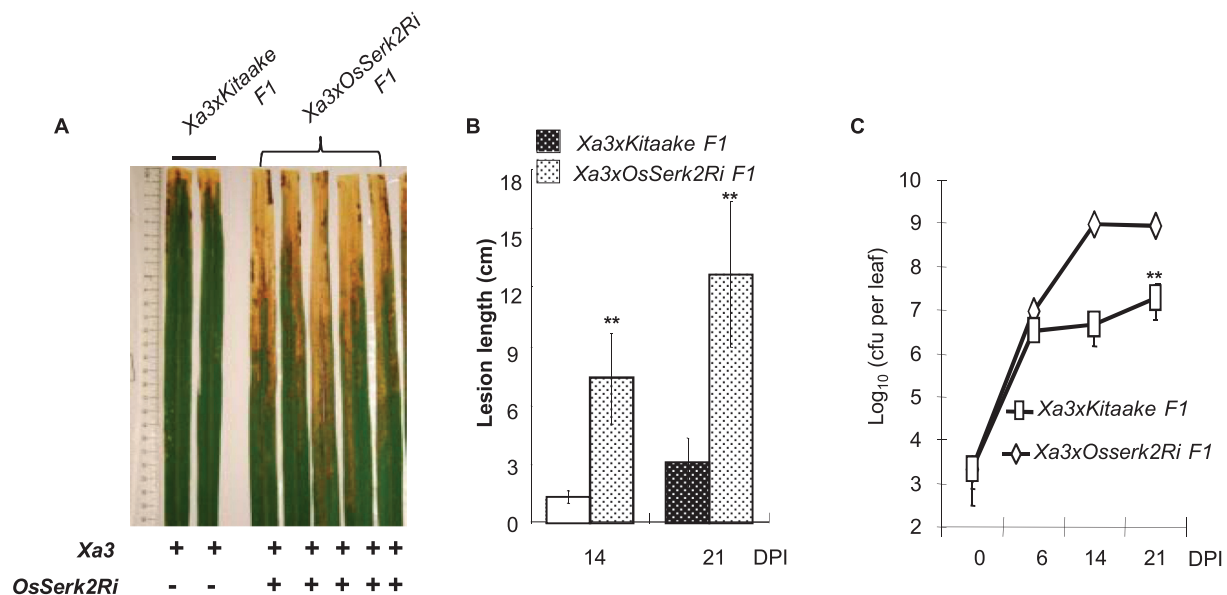 A
Xa3xKitaake
F1
Xa3xOsSerk2Ri
F1
Xa3 + + + + + + +
OsSerk2Ri - - + + + + +
B
Xa3xKitaake F1
Xa3xOsSerk2Ri F1
Lesion length (cm)
18
15
12
9
6
3
0
**
**
14 21 DPI
C
Log10 (cfu per leaf)
10
9
8
7
6
5
4
3
2
**
Xa3xKitaake F1
Xa3xOsserk2Ri F1
0 6 14 21 DPI